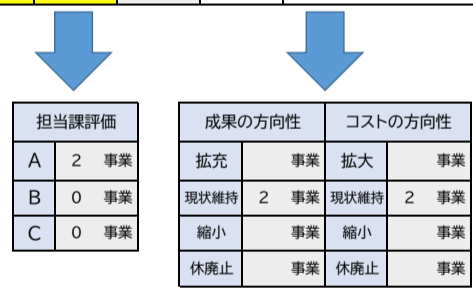 担当課評価
A 2 事業
B 0 事業
C 0 事業
成果の方向性 コストの方向性
拡充 事業 拡大 事業
現状維持 2 事業 現状維持 2 事業
縮小 事業 縮小 事業
休廃止 事業 休廃止 事業